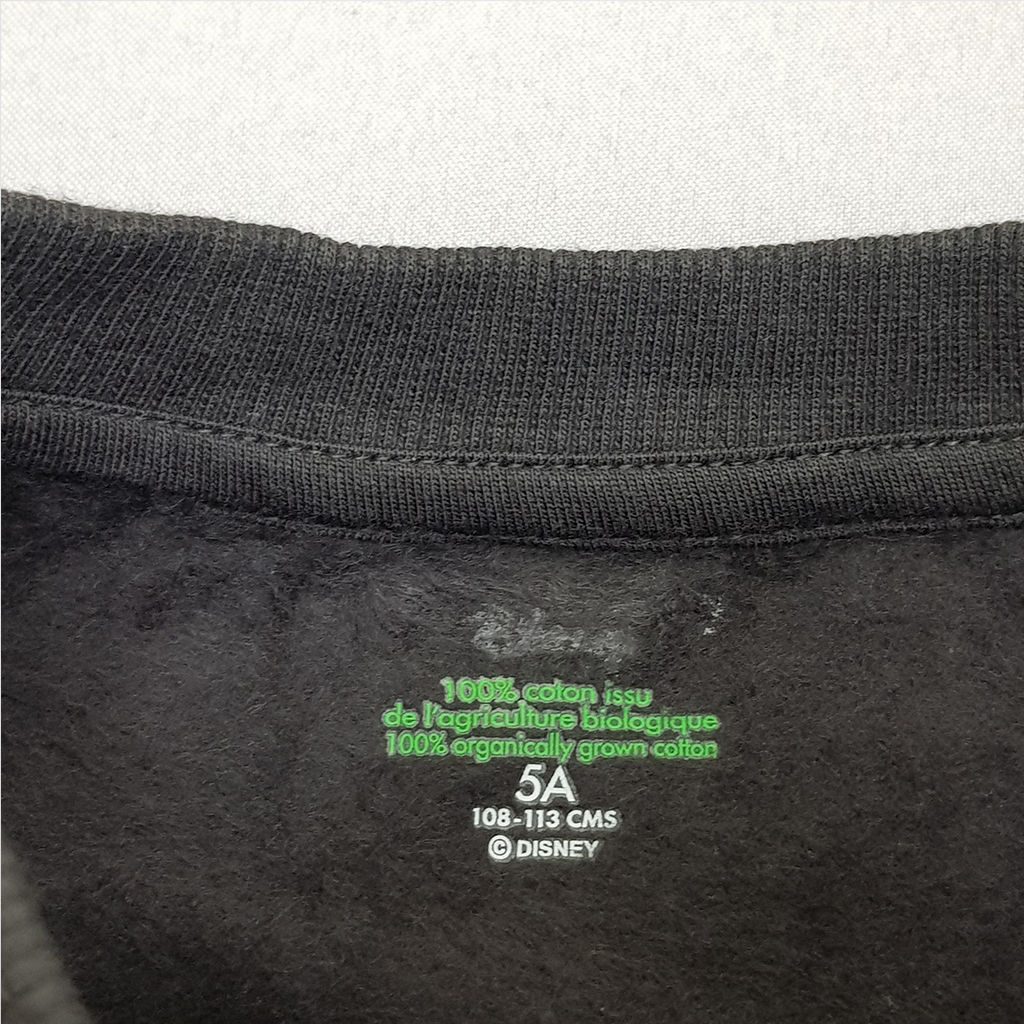 100% coton issu
de l'agriculture biologique
100% organically grown cotton
5A
108-113 CMS
© DISNEY